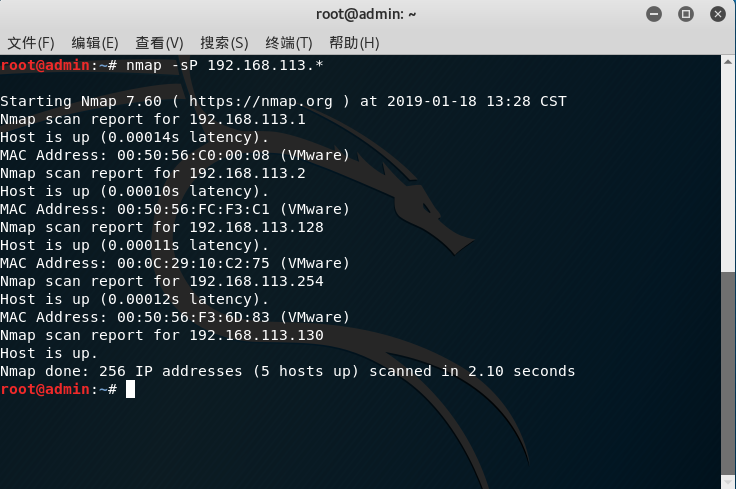 root@admin: ~
文件(F) 编辑(E) 查看(V) 搜索(S) 终端(T) 帮助(H)
root@admin:~# nmap -sP 192.168.113.*
Starting Nmap 7.60 ( https://nmap.org ) at 2019-01-18 13:28 CST
Nmap scan report for 192.168.113.1
Host is up (0.00014s latency).
MAC Address: 00:50:56:C0:00:08 (VMware)
Nmap scan report for 192.168.113.2
Host is up (0.00010s latency).
MAC Address: 00:50:56:FC:F3:C1 (VMware)
Nmap scan report for 192.168.113.128
Host is up (0.00011s latency).
MAC Address: 00:0C:29:10:C2:75 (VMware)
Nmap scan report for 192.168.113.254
Host is up (0.00012s latency).
MAC Address: 00:50:56:F3:6D:83 (VMware)
Nmap scan report for 192.168.113.130
Host is up.
Nmap done: 256 IP addresses (5 hosts up) scanned in 2.10 seconds
root@admin:~#